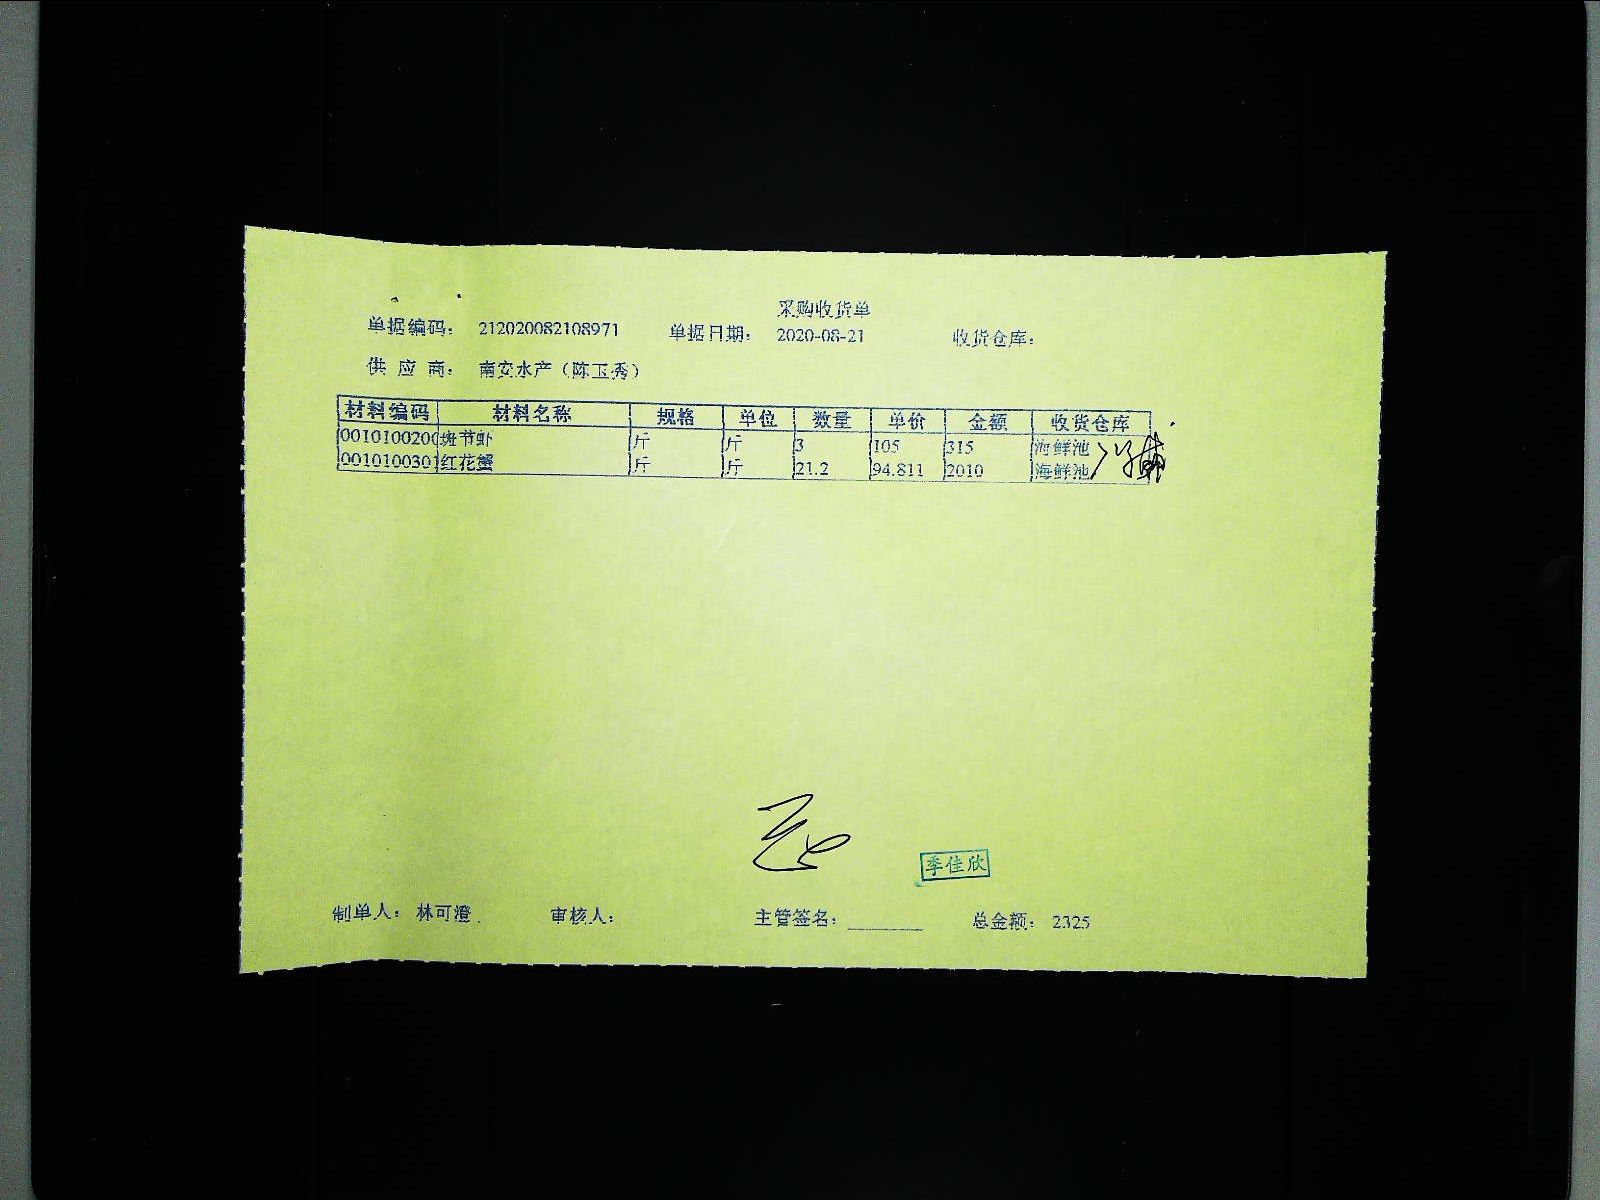 采购收货单
单据编码： 212020082108971 单据日期： 2020-08-21 收货仓库：
供 应 商： 南安水产（陈玉秀）
材料编码 材料名称 规格 单位 数量 单价 金额 收货仓库
0010100200 斑节虾 斤 斤 3 105 315 海鲜池
0010100301 红花蟹 斤 斤 21.2 94.811 2010 海鲜池
季佳欣
制单人： 林可澄 审核人： 主管签名： 总金额： 2325